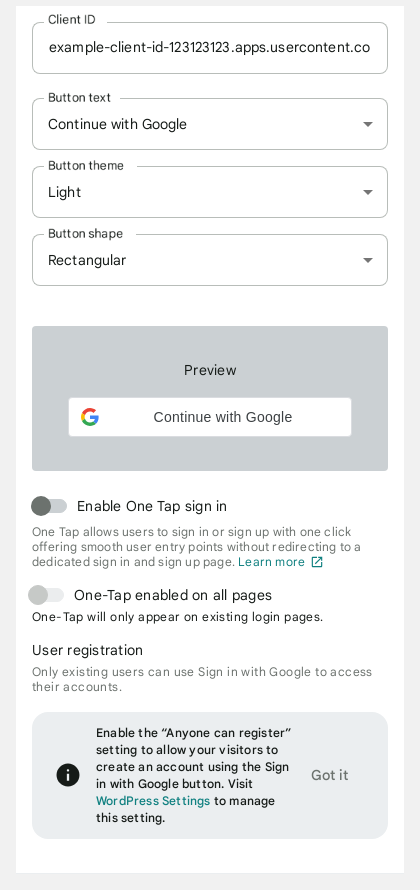 Client ID
example-client-id-123123123.apps.usercontent.co
Button text
Continue with Google
Button theme
Light
Button shape
Rectangular
Preview
Continue with Google
Enable One Tap sign in
One Tap allows users to sign in or sign up with one click
offering smooth user entry points without redirecting to a
dedicated sign in and sign up page. Learn more
One-Tap enabled on all pages
One-Tap will only appear on existing login pages.
User registration
Only existing users can use Sign in with Google to access
their accounts.
Enable the “Anyone can register”
setting to allow your visitors to
create an account using the Sign
in with Google button. Visit
WordPress Settings to manage
this setting.
Got it